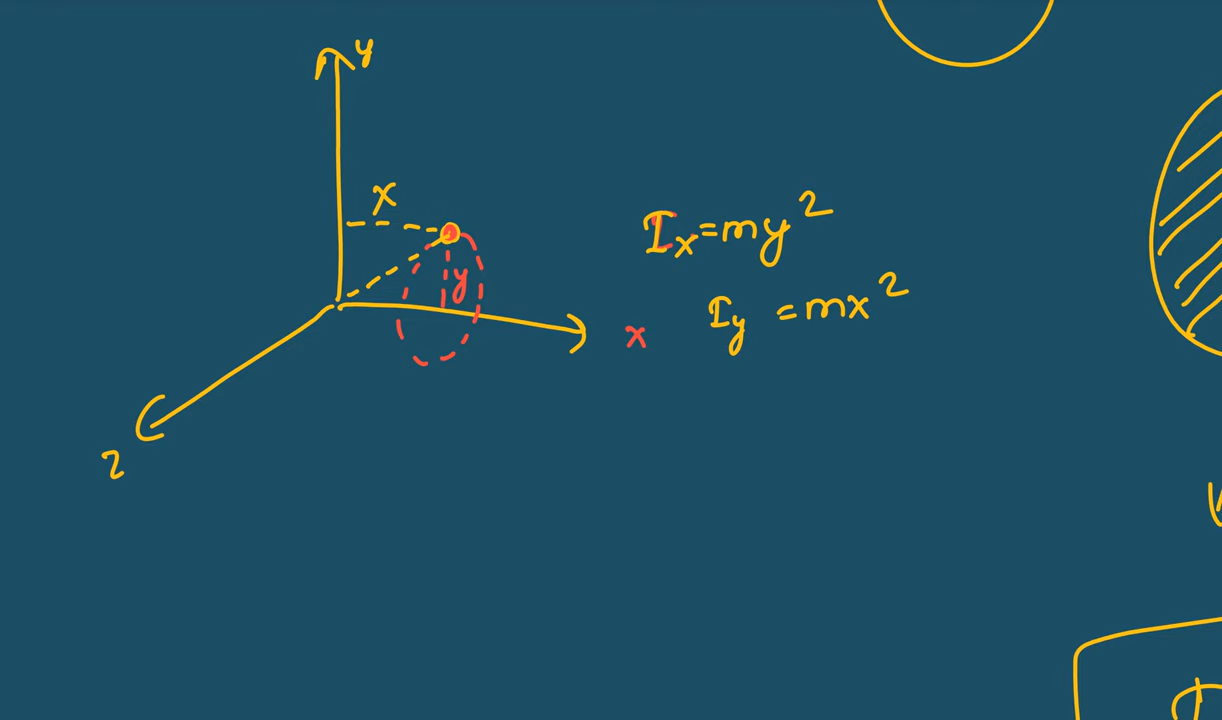 y
x
y
x
z
Ix = my²
Iy = mx²